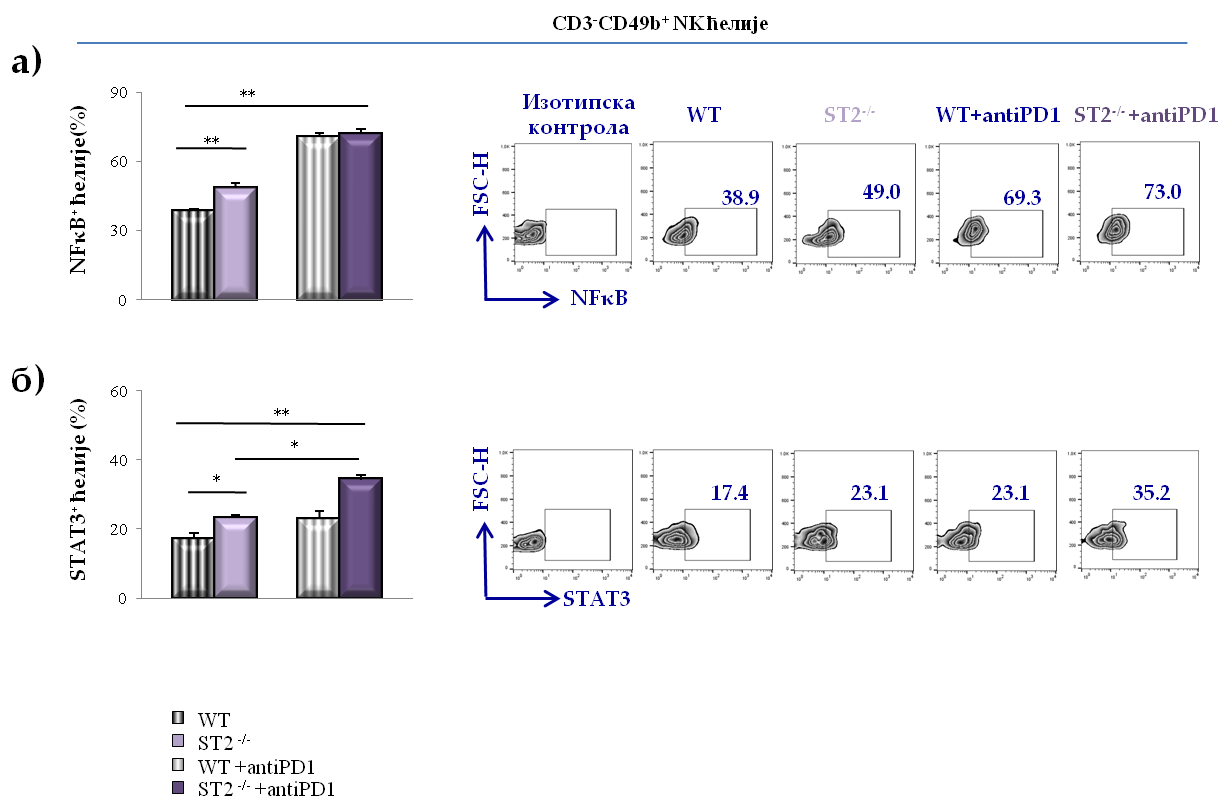 CD3-CD49b+ NK ћелије
а)
NFκB+ ћелије(%)
90
60
30
0
**
**
Изотипска
контрола
WT
ST2-/-
WT+antiPD1
ST2-/-+antiPD1
FSC-H
38.9
49.0
69.3
73.0
NFκB
б)
STAT3+ ћелије (%)
60
40
20
0
**
*
*
FSC-H
17.4
23.1
23.1
35.2
STAT3
WT
ST2 -/-
WT +antiPD1
ST2 -/- +antiPD1